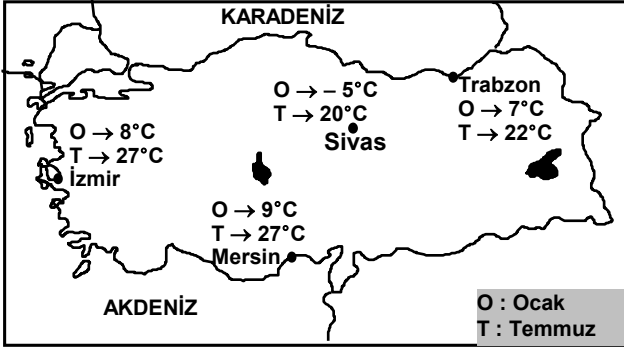 KARADENİZ
O → – 5°C
T → 20°C
Sivas
Trabzon
O → 7°C
T → 22°C
O → 8°C
T → 27°C
İzmir
O → 9°C
T → 27°C
Mersin
AKDENİZ
O : Ocak
T : Temmuz